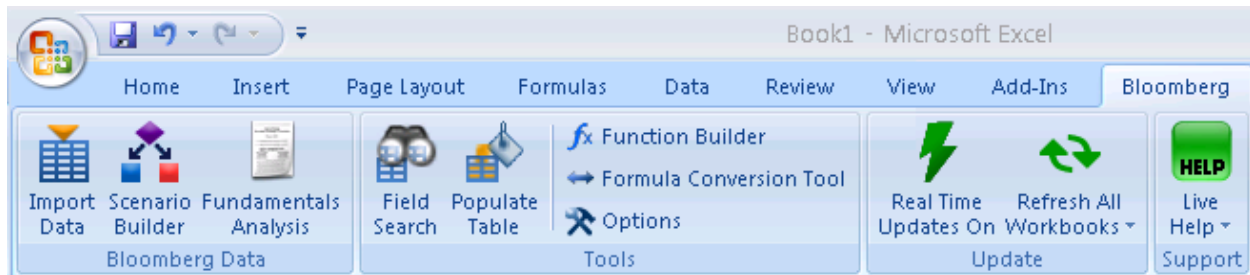 Book1 - Microsoft Excel
Home Insert Page Layout Formulas Data Review View Add-Ins Bloomberg
Import Data
Scenario Builder
Fundamentals Analysis
Bloomberg Data
Field Search
Populate Table
Function Builder
Formula Conversion Tool
Options
Tools
Real Time Updates On
Refresh All Workbooks
Update
HELP
Live Help
Support